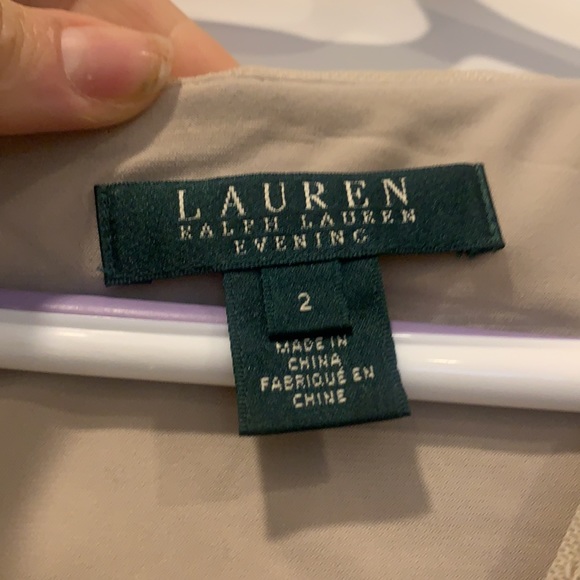 LAUREN
RALPH LAUREN
EVENING
2
MADE IN
CHINA
FABRIQUÉ EN
CHINE